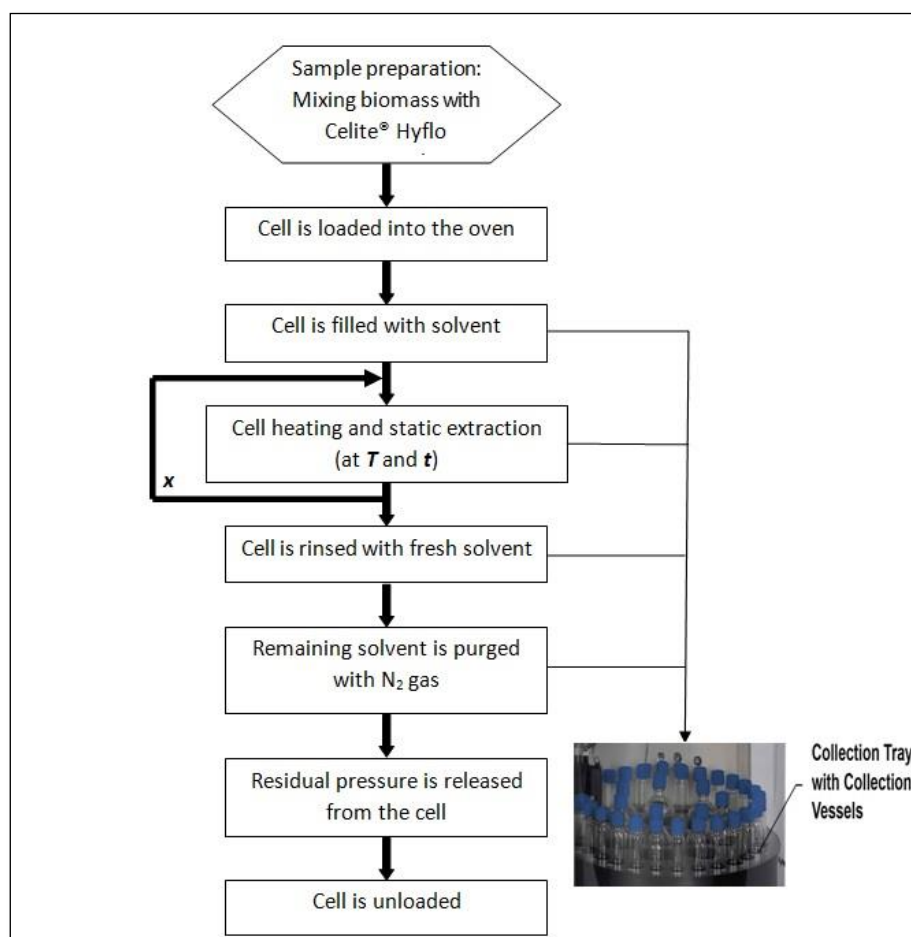 Sample preparation:
Mixing biomass with
Celite® Hyflo
Cell is loaded into the oven
Cell is filled with solvent
Cell heating and static extraction
(at T and t)
x
Cell is rinsed with fresh solvent
Remaining solvent is purged
with N₂ gas
Residual pressure is released
from the cell
Collection Tray
with Collection
Vessels
Cell is unloaded